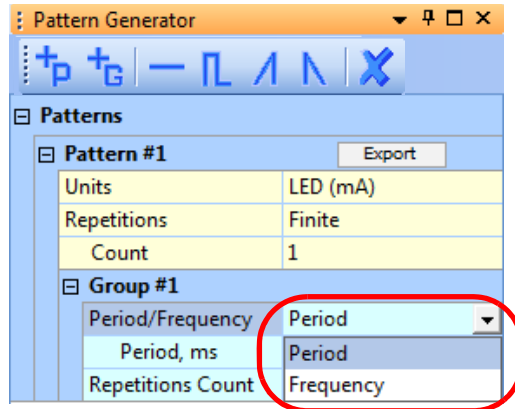 Pattern Generator
+P +G
Patterns
Pattern #1 Export
Units LED (mA)
Repetitions Finite
Count 1
Group #1
Period/Frequency Period
Period, ms Period
Repetitions Count Frequency